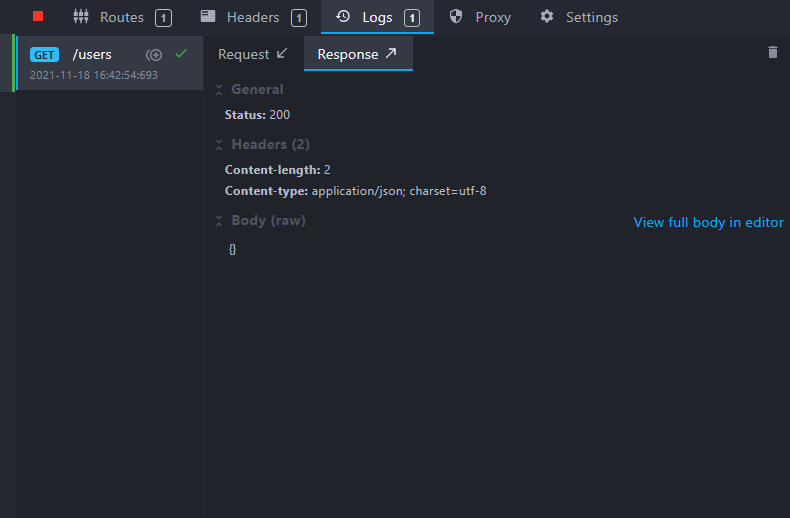 Routes 1 Headers 1 Logs 1 Proxy Settings
GET /users
2021-11-18 16:42:54:693
Request Response
General
Status: 200
Headers (2)
Content-length: 2
Content-type: application/json; charset=utf-8
Body (raw) View full body in editor
{}